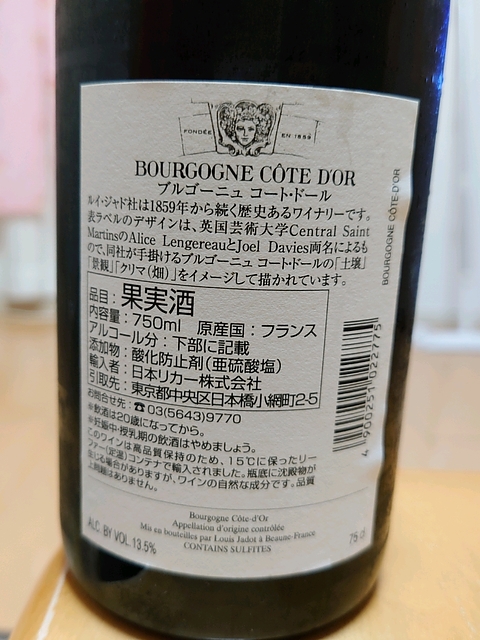 FONDÉE EN 1859
BOURGOGNE CÔTE D'OR
ブルゴーニュ コート・ドール
ルイ・ジャド社は1859年から続く歴史あるワイナリーです。
表ラベルのデザインは、英国芸術大学Central Saint
MartinsのAlice LengereauとJoel Davies両名によるも
ので、同社が手掛けるブルゴーニュ コート・ドールの「土壌」
「景観」「クリマ（畑）」をイメージして描かれています。
品目：果実酒
内容量：750ml 原産国：フランス
アルコール分：下部に記載
添加物：酸化防止剤（亜硫酸塩）
輸入者：日本リカー株式会社
引取先：東京都中央区日本橋小網町2-5
お問合せ先：☎03(5643)9770
※飲酒は20歳になってから。
※妊娠中・授乳期の飲酒はやめましょう。
このワインは高品質保持のため、15℃に保ったリー
ファー（定温）コンテナで輸入されました。瓶底に沈殿物が
生じる場合がありますが、ワインの自然な成分です。品質
上問題はありません。
BOURGOGNE CÔTE-D'OR
4 900251 022775
Bourgogne Côte-d'Or
Appellation d'origine contrôlée
Mis en bouteilles par Louis Jadot à Beaune-France
CONTAINS SULFITES
ALC. BY VOL. 13.5%
75 cl